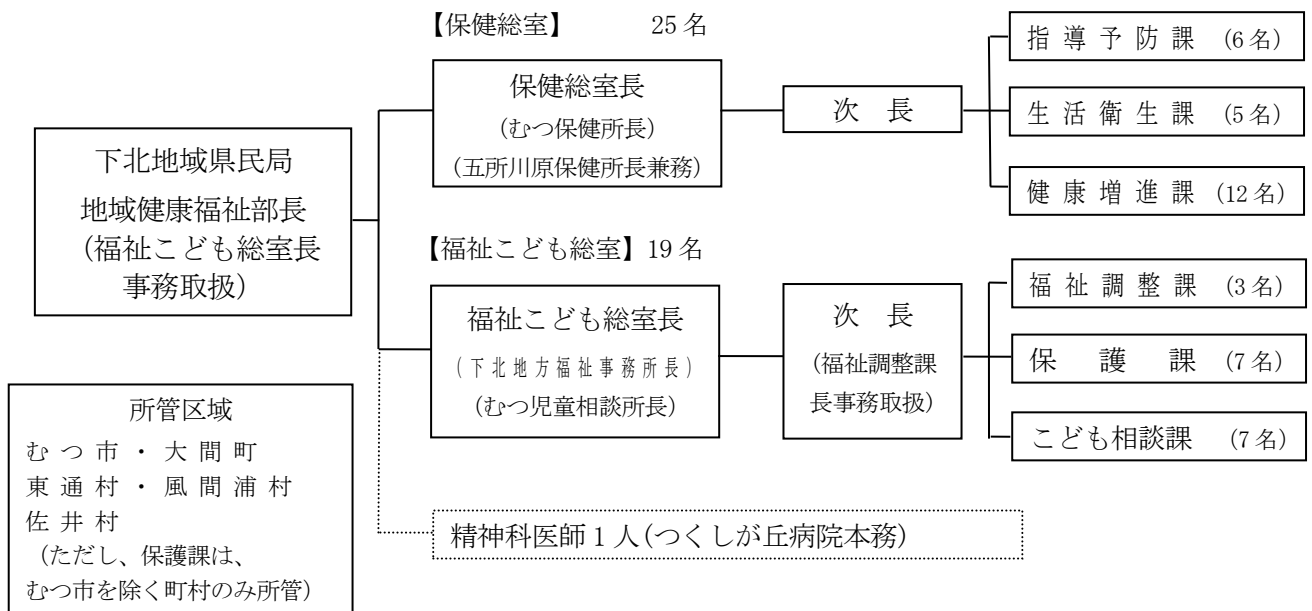 【保健総室】 25名
保健総室長
(むつ保健所長)
(五所川原保健所長兼務)
次 長
指 導 予 防 課 (6名)
生 活 衛 生 課 (5名)
健 康 増 進 課 (12名)
下北地域県民局
地域健康福祉部長
(福祉こども総室長
事務取扱)
【福祉こども総室】19名
福祉こども総室長
(下北地方福祉事務所長)
(むつ児童相談所長)
次 長
(福祉調整課
長事務取扱)
福 祉 調 整 課 (3名)
保 護 課 (7名)
こども相談課 (7名)
精神科医師1人(つくしが丘病院本務)
所管区域
む つ 市 ・ 大 間 町
東 通 村 ・ 風 間 浦 村
佐 井 村
(ただし、保護課は、
むつ市を除く町村のみ所管)